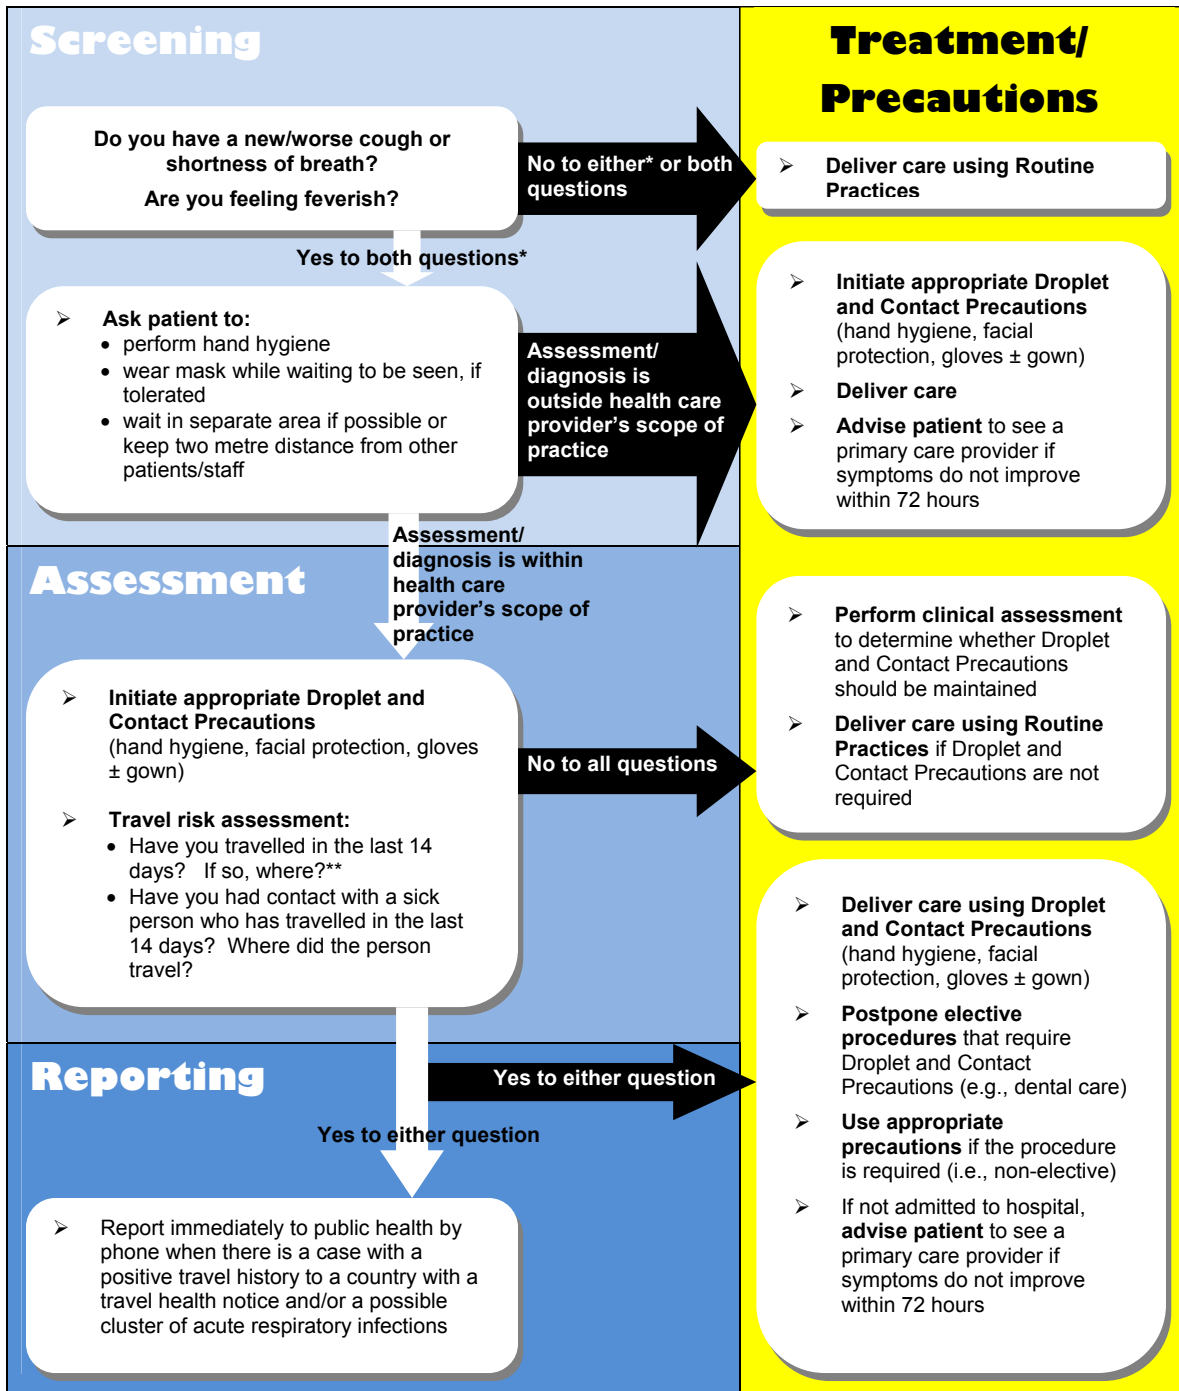 Screening
Do you have a new/worse cough or
shortness of breath?
Are you feeling feverish?
No to either* or both
questions
Yes to both questions*
➢ Ask patient to:
• perform hand hygiene
• wear mask while waiting to be seen, if
tolerated
• wait in separate area if possible or
keep two metre distance from other
patients/staff
Assessment/
diagnosis is
outside health care
provider's scope of
practice
Assessment/
diagnosis is within
health care
provider's scope of
practice
Assessment
➢ Initiate appropriate Droplet and
Contact Precautions
(hand hygiene, facial protection, gloves
± gown)
➢ Travel risk assessment:
• Have you travelled in the last 14
days? If so, where?**
• Have you had contact with a sick
person who has travelled in the last
14 days? Where did the person
travel?
No to all questions
Reporting
Yes to either question
Yes to either question
➢ Report immediately to public health by
phone when there is a case with a
positive travel history to a country with a
travel health notice and/or a possible
cluster of acute respiratory infections
Treatment/
Precautions
➢ Deliver care using Routine
Practices
➢ Initiate appropriate Droplet
and Contact Precautions
(hand hygiene, facial
protection, gloves ± gown)
➢ Deliver care
➢ Advise patient to see a
primary care provider if
symptoms do not improve
within 72 hours
➢ Perform clinical assessment
to determine whether Droplet
and Contact Precautions
should be maintained
➢ Deliver care using Routine
Practices if Droplet and
Contact Precautions are not
required
➢ Deliver care using Droplet
and Contact Precautions
(hand hygiene, facial
protection, gloves ± gown)
➢ Postpone elective
procedures that require
Droplet and Contact
Precautions (e.g., dental care)
➢ Use appropriate
precautions if the procedure
is required (i.e., non-elective)
➢ If not admitted to hospital,
advise patient to see a
primary care provider if
symptoms do not improve
within 72 hours